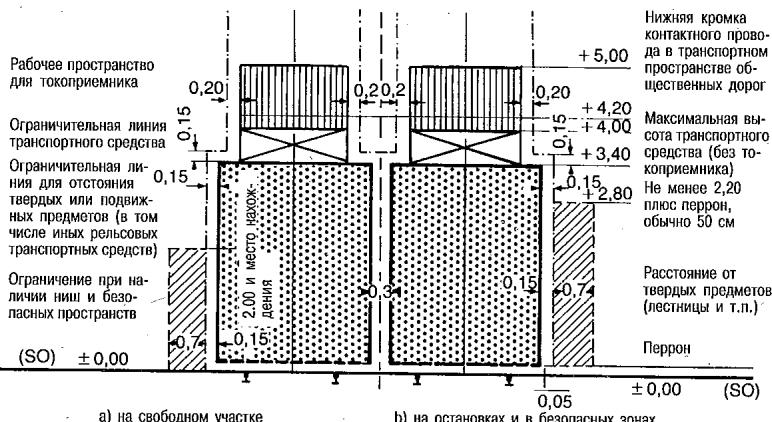 Рабочее пространство
для токоприемника
Ограничительная линия
транспортного средства
Ограничительная ли-
ния для отстояния
твердых или подвиж-
ных предметов (в том
числе иных рельсовых
транспортных средств)
Ограничение при на-
личии ниш и безо-
пасных пространств
(SO) ± 0,00
0,20
0,15
0,15
0,7
0,15
2.00 и место нахож-
дения
0,2
0,2
0,3
0,20
0,15
0,15
0,15
0,7
0,05
+ 5,00
+ 4,20
+ 4,00
+ 3,40
+ 2,80
Нижняя кромка
контактного прово-
да в транспортном
пространстве об-
щественных дорог
Максимальная вы-
сота транспортного
средства (без то-
коприемника)
Не менее 2,20
плюс перрон,
обычно 50 см
Расстояние от
твердых предметов
(лестницы и т.п.)
Перрон
± 0,00 (SO)
a) на свободном участке
b) на остановках и в безопасных зонах